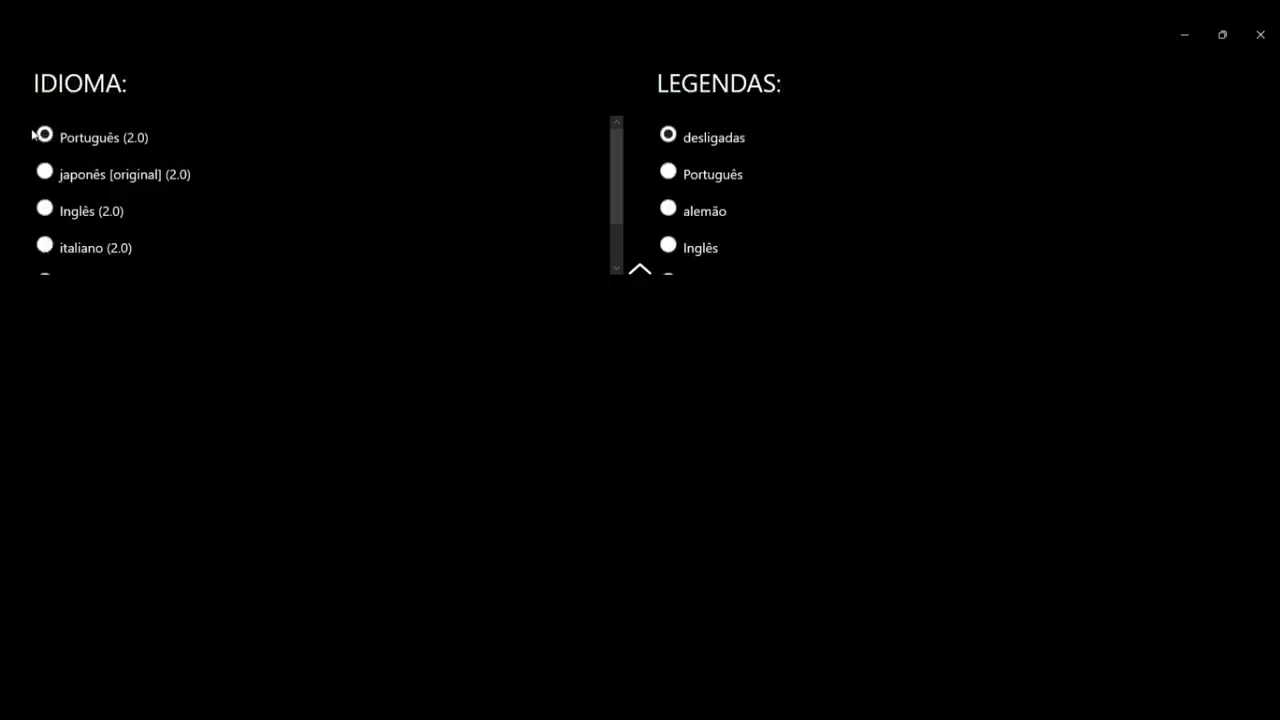 IDIOMA:
Português (2.0)
japonês [original] (2.0)
Inglês (2.0)
italiano (2.0)
LEGENDAS:
desligadas
Português
alemão
Inglês